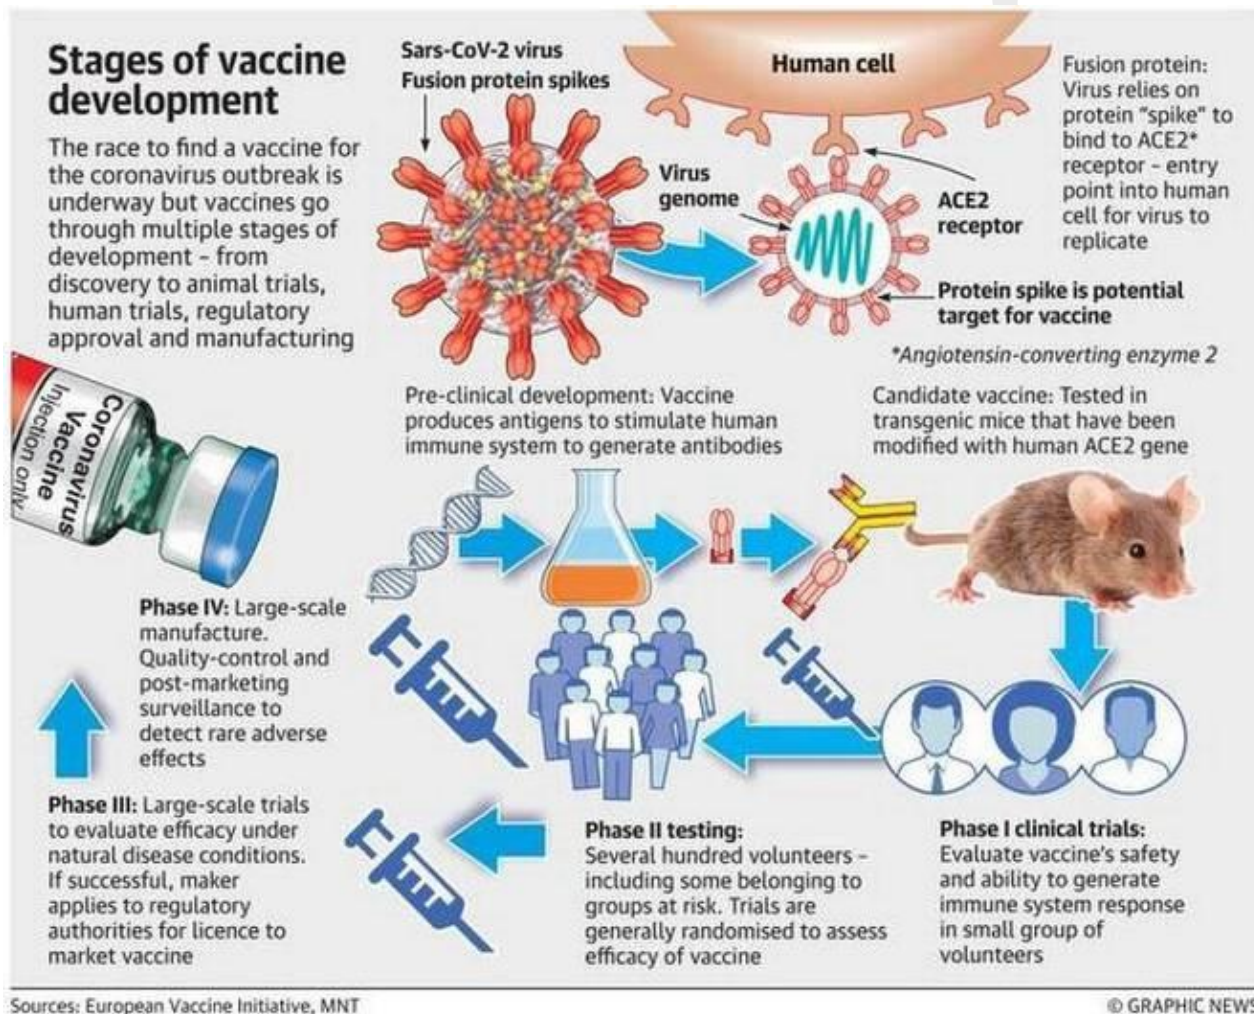 Stages of vaccine
development
The race to find a vaccine for
the coronavirus outbreak is
underway but vaccines go
through multiple stages of
development – from
discovery to animal trials,
human trials, regulatory
approval and manufacturing
Sars-CoV-2 virus
Fusion protein spikes
Human cell
Virus
genome
ACE2
receptor
Fusion protein:
Virus relies on
protein “spike” to
bind to ACE2*
receptor – entry
point into human
cell for virus to
replicate
Protein spike is potential
target for vaccine
*Angiotensin-converting enzyme 2
Coronavirus
Vaccine
Injection only
Pre-clinical development: Vaccine
produces antigens to stimulate human
immune system to generate antibodies
Candidate vaccine: Tested in
transgenic mice that have been
modified with human ACE2 gene
Phase I clinical trials:
Evaluate vaccine’s safety
and ability to generate
immune system response
in small group of
volunteers
Phase II testing:
Several hundred volunteers –
including some belonging to
groups at risk. Trials are
generally randomised to assess
efficacy of vaccine
Phase III: Large-scale trials
to evaluate efficacy under
natural disease conditions.
If successful, maker
applies to regulatory
authorities for licence to
market vaccine
Phase IV: Large-scale
manufacture.
Quality-control and
post-marketing
surveillance to
detect rare adverse
effects
Sources: European Vaccine Initiative, MNT
© GRAPHIC NEWS